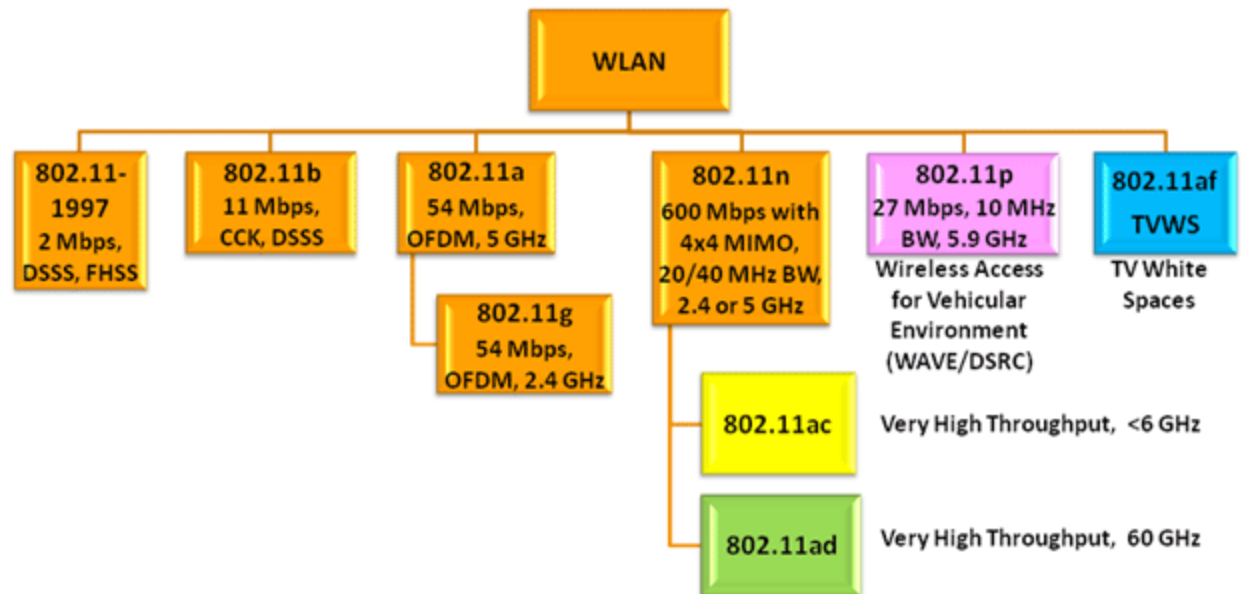 WLAN
802.11-
1997
2 Mbps,
DSSS, FHSS
802.11b
11 Mbps,
CCK, DSSS
802.11a
54 Mbps,
OFDM, 5 GHz
802.11g
54 Mbps,
OFDM, 2.4 GHz
802.11n
600 Mbps with
4x4 MIMO,
20/40 MHz BW,
2.4 or 5 GHz
802.11ac
Very High Throughput, <6 GHz
802.11ad
Very High Throughput, 60 GHz
802.11p
27 Mbps, 10 MHz
BW, 5.9 GHz
Wireless Access
for Vehicular
Environment
(WAVE/DSRC)
802.11af
TVWS
TV White
Spaces